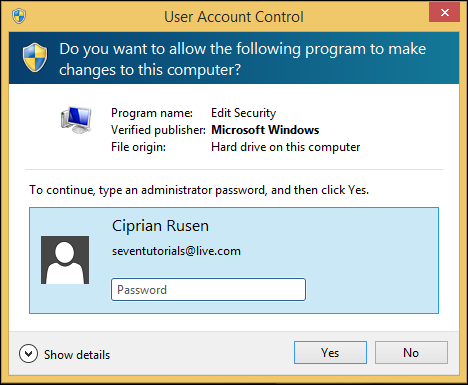 User Account Control
Do you want to allow the following program to make
changes to this computer?
Program name: Edit Security
Verified publisher: Microsoft Windows
File origin: Hard drive on this computer
To continue, type an administrator password, and then click Yes.
Ciprian Rusen
seventutorials@live.com
Password
Show details
Yes
No